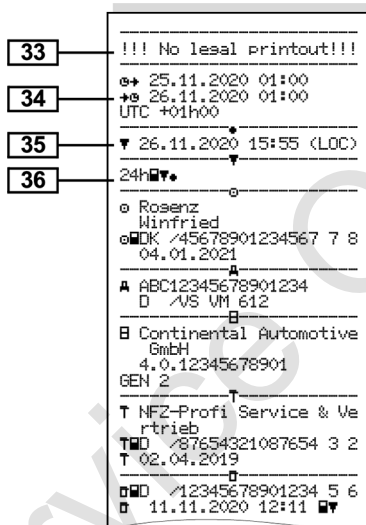 33
!!! No legal printout!!!
25.11.2020 01:00
34
26.11.2020 01:00
UTC +01h00
35
▼ 26.11.2020 15:55 (LOC)
36
24h▼
Rogenz
Winfried
DK /45678901234567 7 8
04.01.2021
A
A ABC12345678901234
D /VS VM 612
B
B Continental Automotive
GmbH
4.0.12345678901
GEN 2
T
T NFZ-Profi Service & Ve
rtrieb
T D /87654321087654 3 2
T 02.04.2019
D /12345678901234 5 6
11.11.2020 12:11 ▼
Service